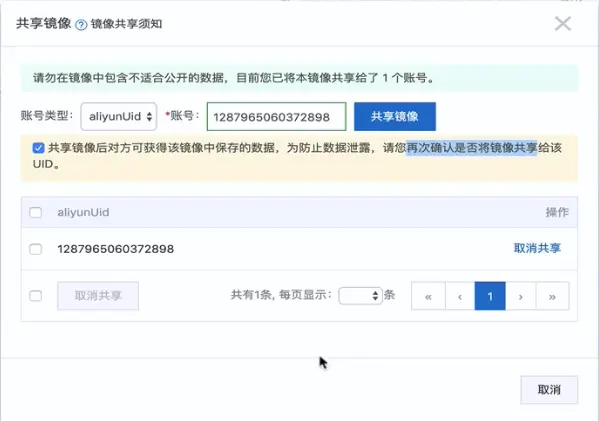 共享镜像 ? 镜像共享须知
请勿在镜像中包含不适合公开的数据，目前您已将本镜像共享给了 1 个账号。
账号类型： aliyunUid *账号： 1287965060372898 共享镜像
共享镜像后对方可获得该镜像中保存的数据，为防止数据泄露，请您再次确认是否将镜像共享给该
UID。
aliyunUid 操作
1287965060372898 取消共享
取消共享 共有1条, 每页显示： 条 « ‹ 1 › »
取消